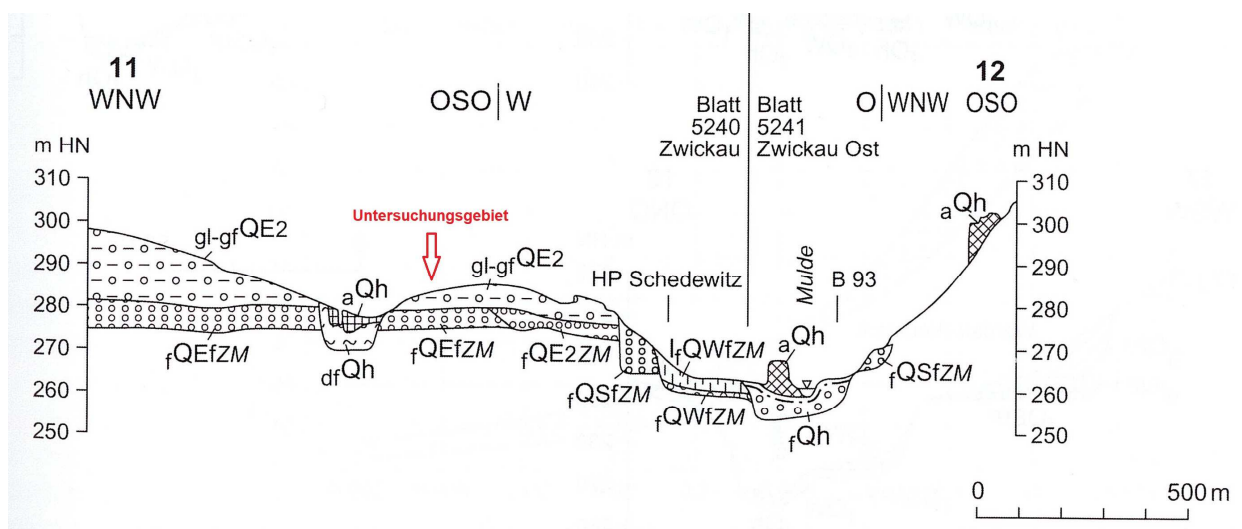 11
WNW
OSO|W
Blatt
5240
Zwickau
Blatt
5241
Zwickau Ost
O|WNW
12
OSO
m HN
310
300
290
280
270
260
250
m HN
310
300
290
280
270
260
250
gl-gfQE2
Untersuchungsgebiet
gl-gfQE2
aQh
HP Schedewitz
Mulde
B 93
aQh
fQEfZM
dfQh
fQEfZM
fQE2ZM
fQSfZM
lfQWfZM
fQWfZM
aQh
fQh
fQSfZM
0
500 m